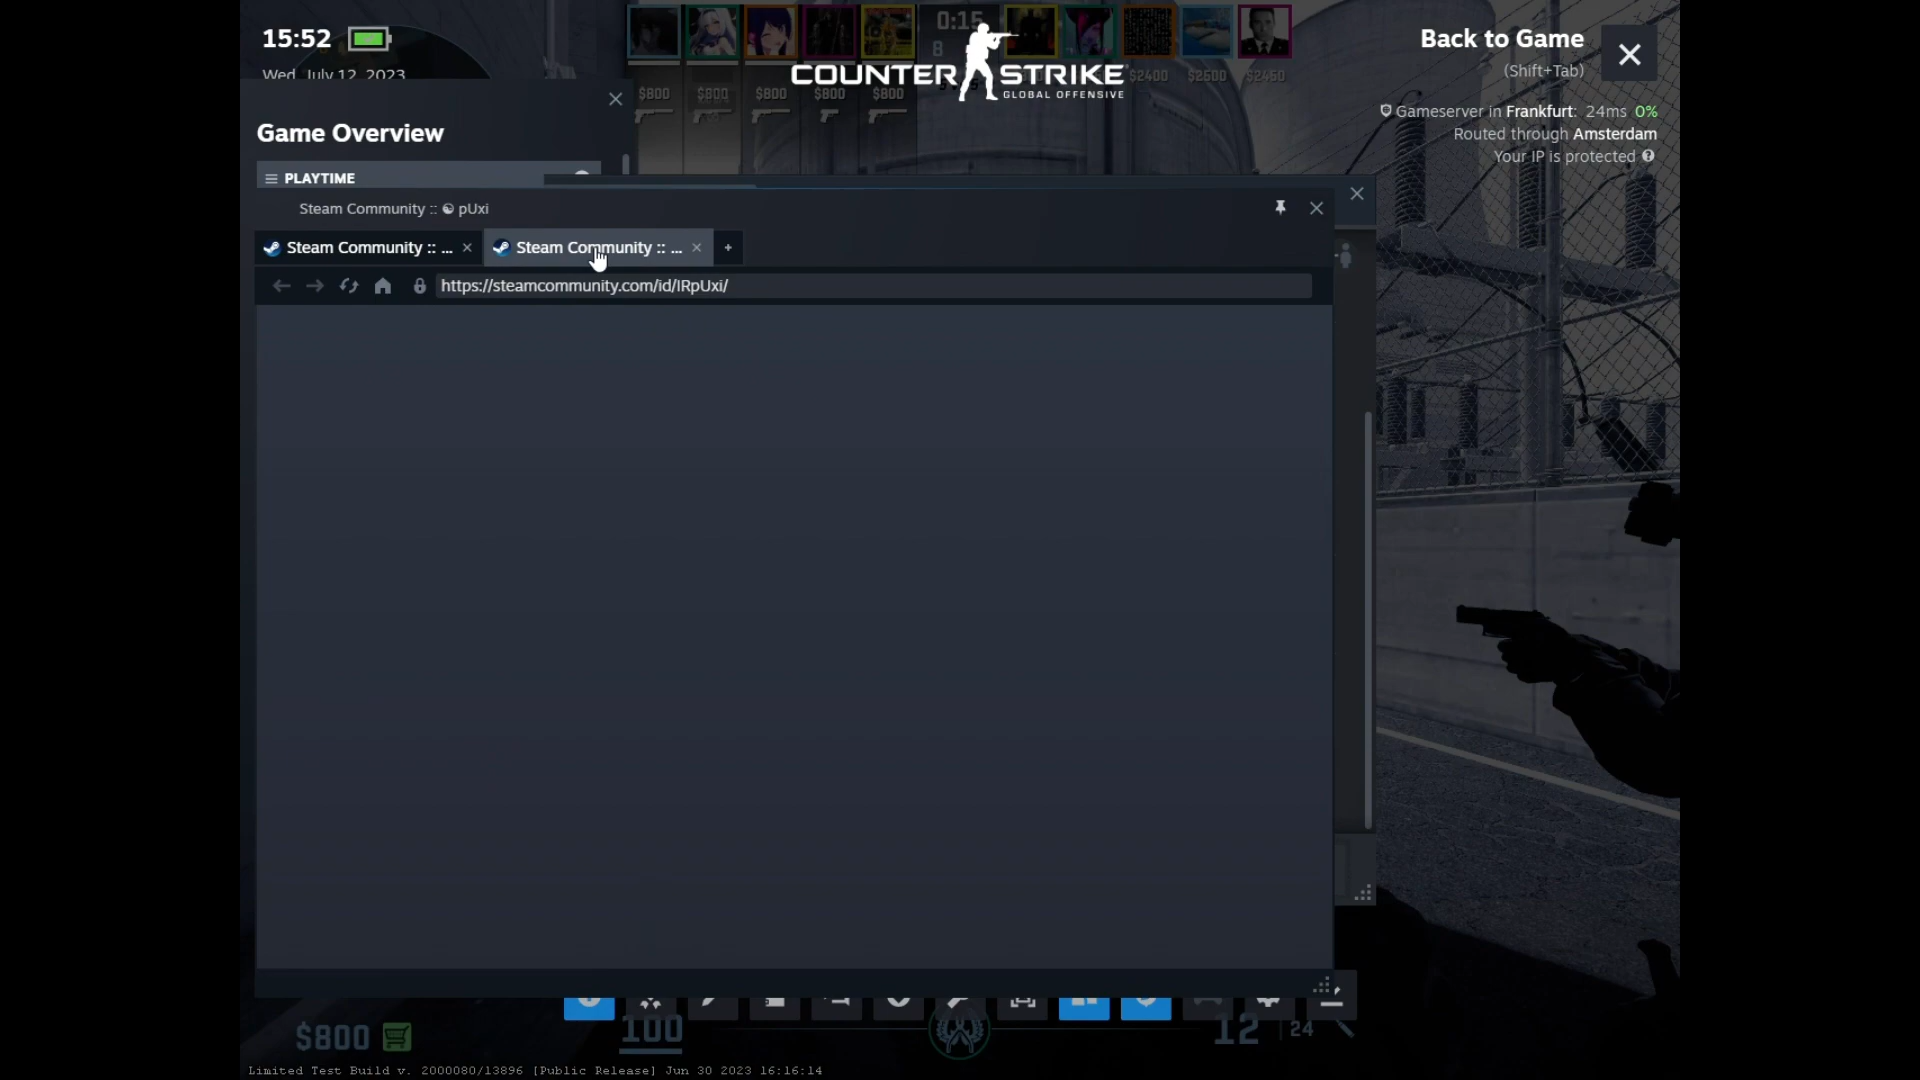 15:52
Wed, July 12, 2023
0:15
8
$2400
$2500
$2450
$800
$800
$800
$800
COUNTER STRIKE
GLOBAL OFFENSIVE
Back to Game
(Shift+Tab)
Gameserver in Frankfurt: 24ms 0%
Routed through Amsterdam
Your IP is protected
Game Overview
PLAYTIME
Steam Community :: ☯ pUxi
Steam Community :: ...
Steam Community :: ...
https://steamcommunity.com/id/IRpUxi/
$800
100
12
24
Limited Test Build v. 2000080/13896 [Public Release] Jun 30 2023 16:16:14